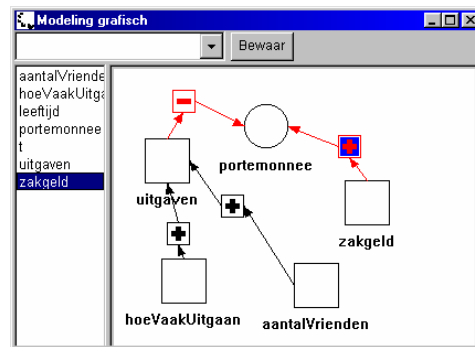 Modeling grafisch
Bewaar
aantalVriende
hoeVaakUitga
leeftijd
portemonnee
t
uitgaven
zakgeld
portemonnee
uitgaven
zakgeld
hoeVaakUitgaan
aantalVrienden